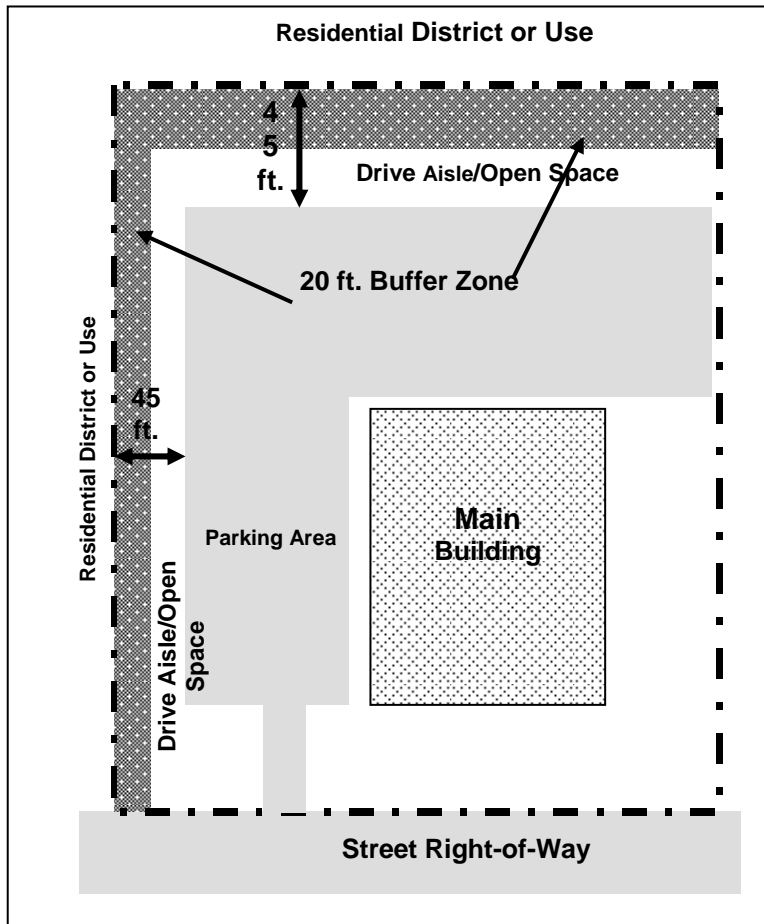 Residential District or Use
4
5
ft.
Drive Aisle/Open Space
20 ft. Buffer Zone
Residential District or Use
45
ft.
Parking Area
Main
Building
Drive Aisle/Open
Space
Street Right-of-Way